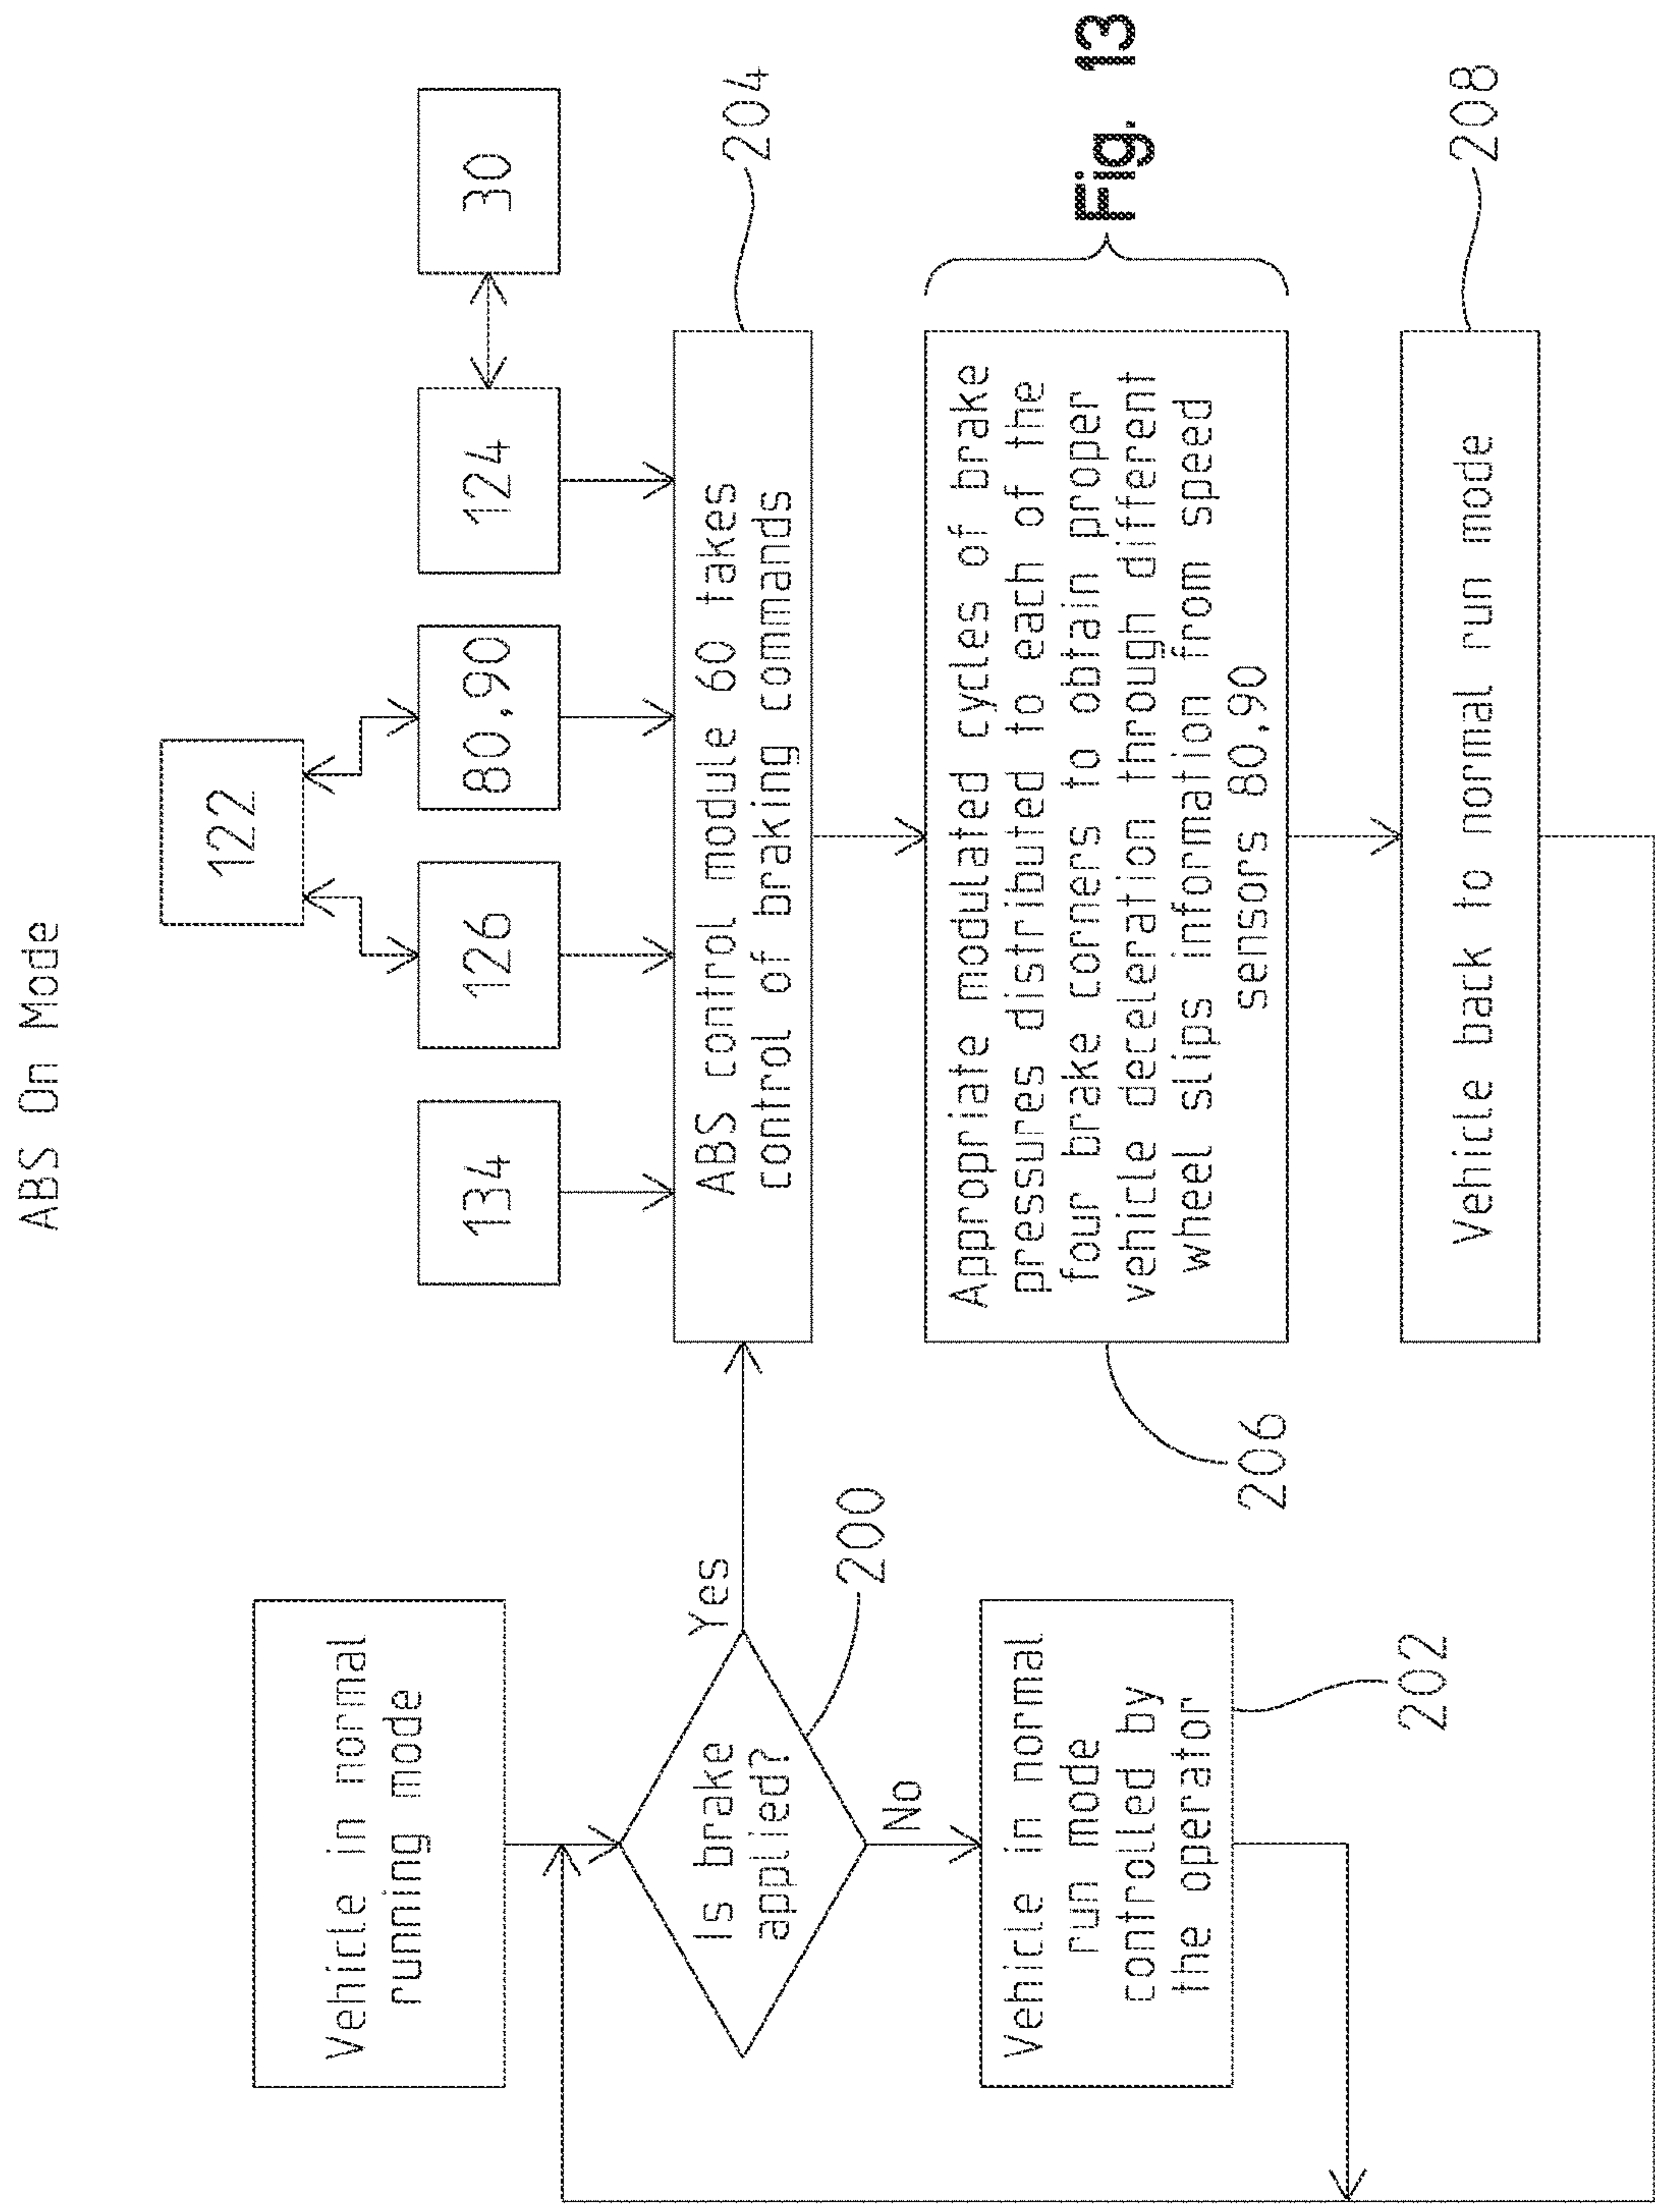 ABS On Mode
Vehicle in normal
running mode
Is brake
applied?
Yes
No
200
Vehicle in normal
run mode
controlled by
the operator
202
122
134
126
80,90
124
30
ABS control module 60 takes
control of braking commands
204
Appropriate modulated cycles of brake
pressures distributed to each of the
four brake corners to obtain proper
vehicle deceleration through different
wheel slips information from speed
sensors 80,90
206
Vehicle back to normal run mode
208
Fig. 13